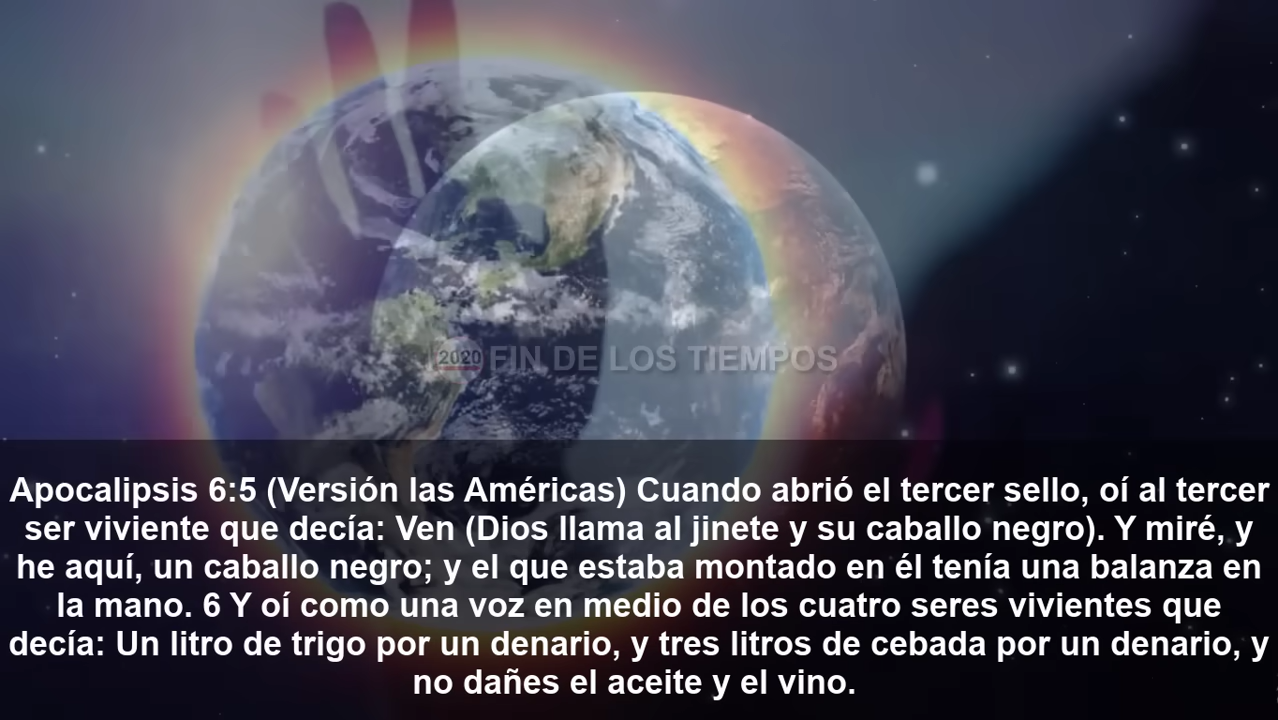 2020 FIN DE LOS TIEMPOS
Apocalipsis 6:5 (Versión las Américas) Cuando abrió el tercer sello, oí al tercer
ser viviente que decía: Ven (Dios llama al jinete y su caballo negro). Y miré, y
he aquí, un caballo negro; y el que estaba montado en él tenía una balanza en
la mano. 6 Y oí como una voz en medio de los cuatro seres vivientes que
decía: Un litro de trigo por un denario, y tres litros de cebada por un denario, y
no dañes el aceite y el vino.